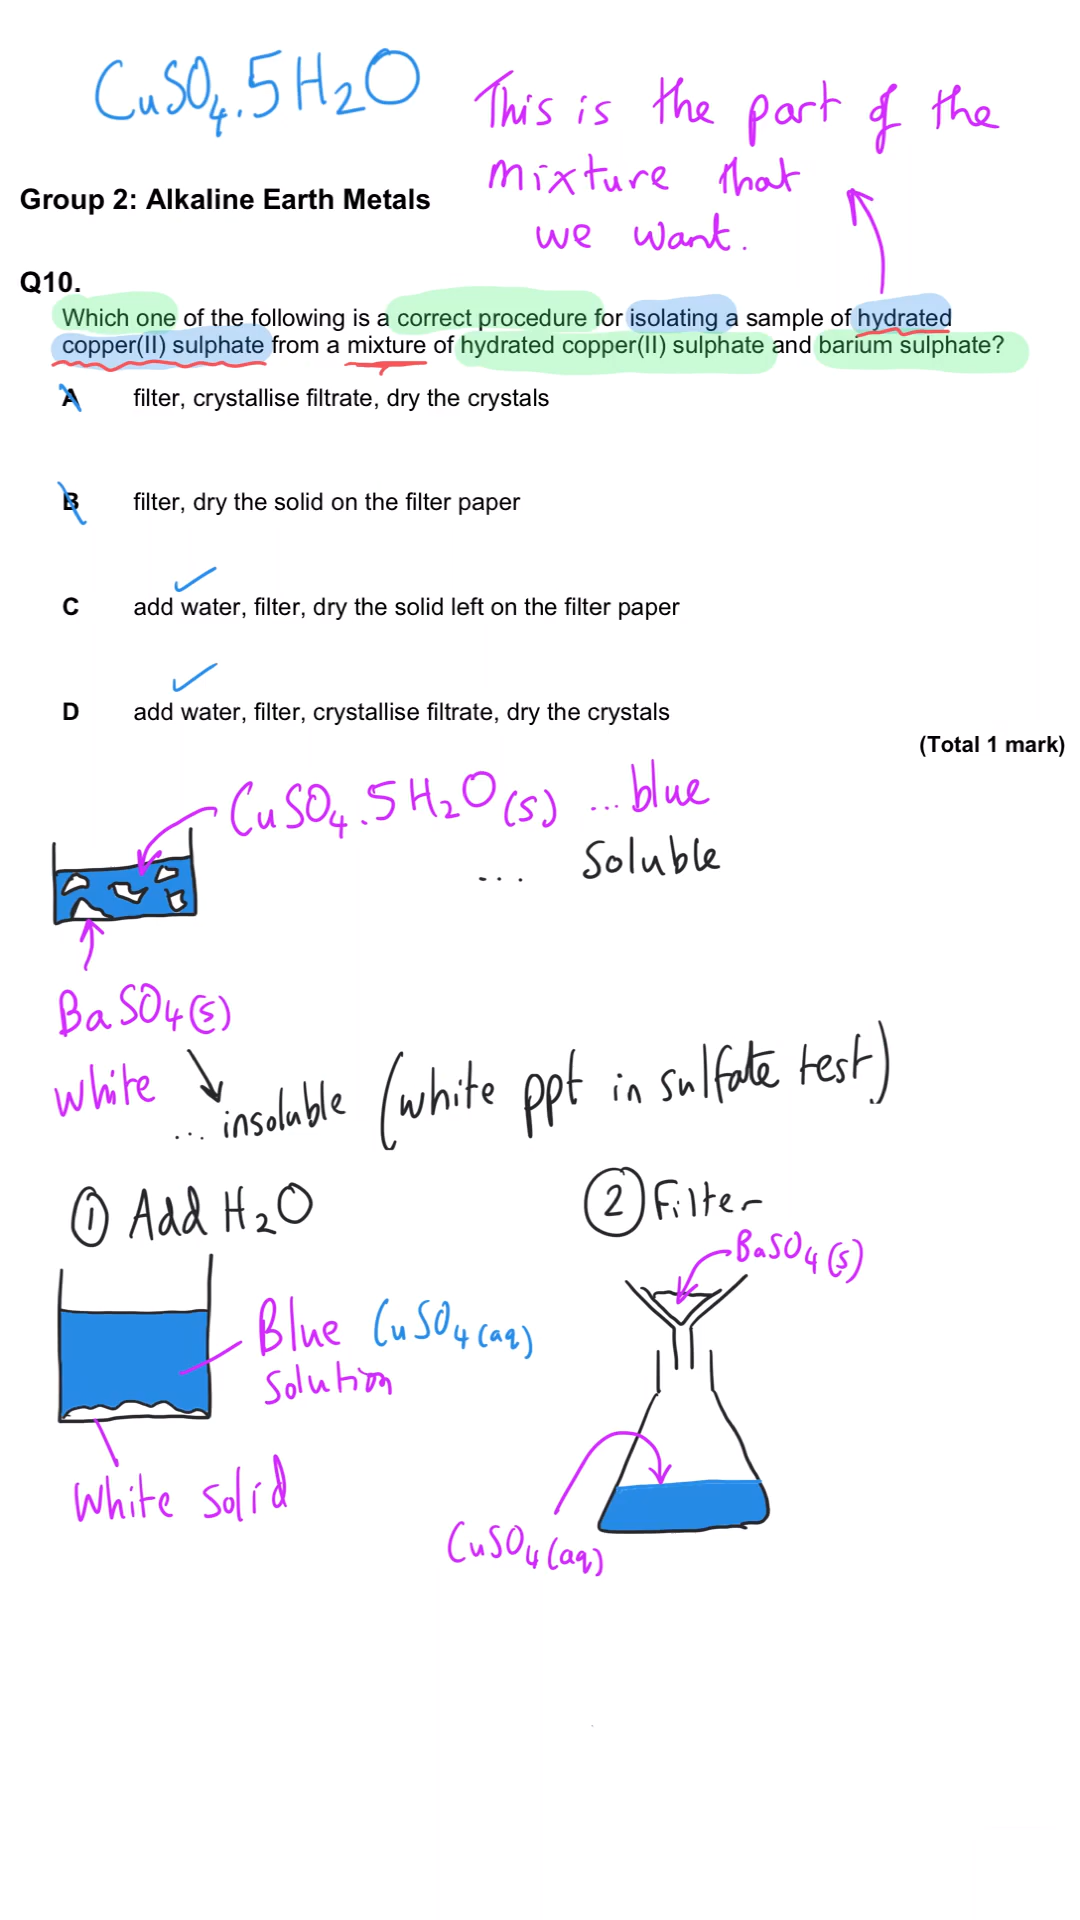 CuSO4.5H2O
This is the part of the
mixture that
we want.
Group 2: Alkaline Earth Metals
Q10.
Which one of the following is a correct procedure for isolating a sample of hydrated
copper(II) sulphate from a mixture of hydrated copper(II) sulphate and barium sulphate?
A filter, crystallise filtrate, dry the crystals
B filter, dry the solid on the filter paper
C add water, filter, dry the solid left on the filter paper
D add water, filter, crystallise filtrate, dry the crystals
(Total 1 mark)
CuSO4.5H2O(s) ...blue
... Soluble
BaSO4(s)
white
... insoluble (white ppt in sulfate test)
① Add H2O
② Filter
BaSO4(s)
Blue CuSO4(aq)
Solution
White solid
CuSO4(aq)